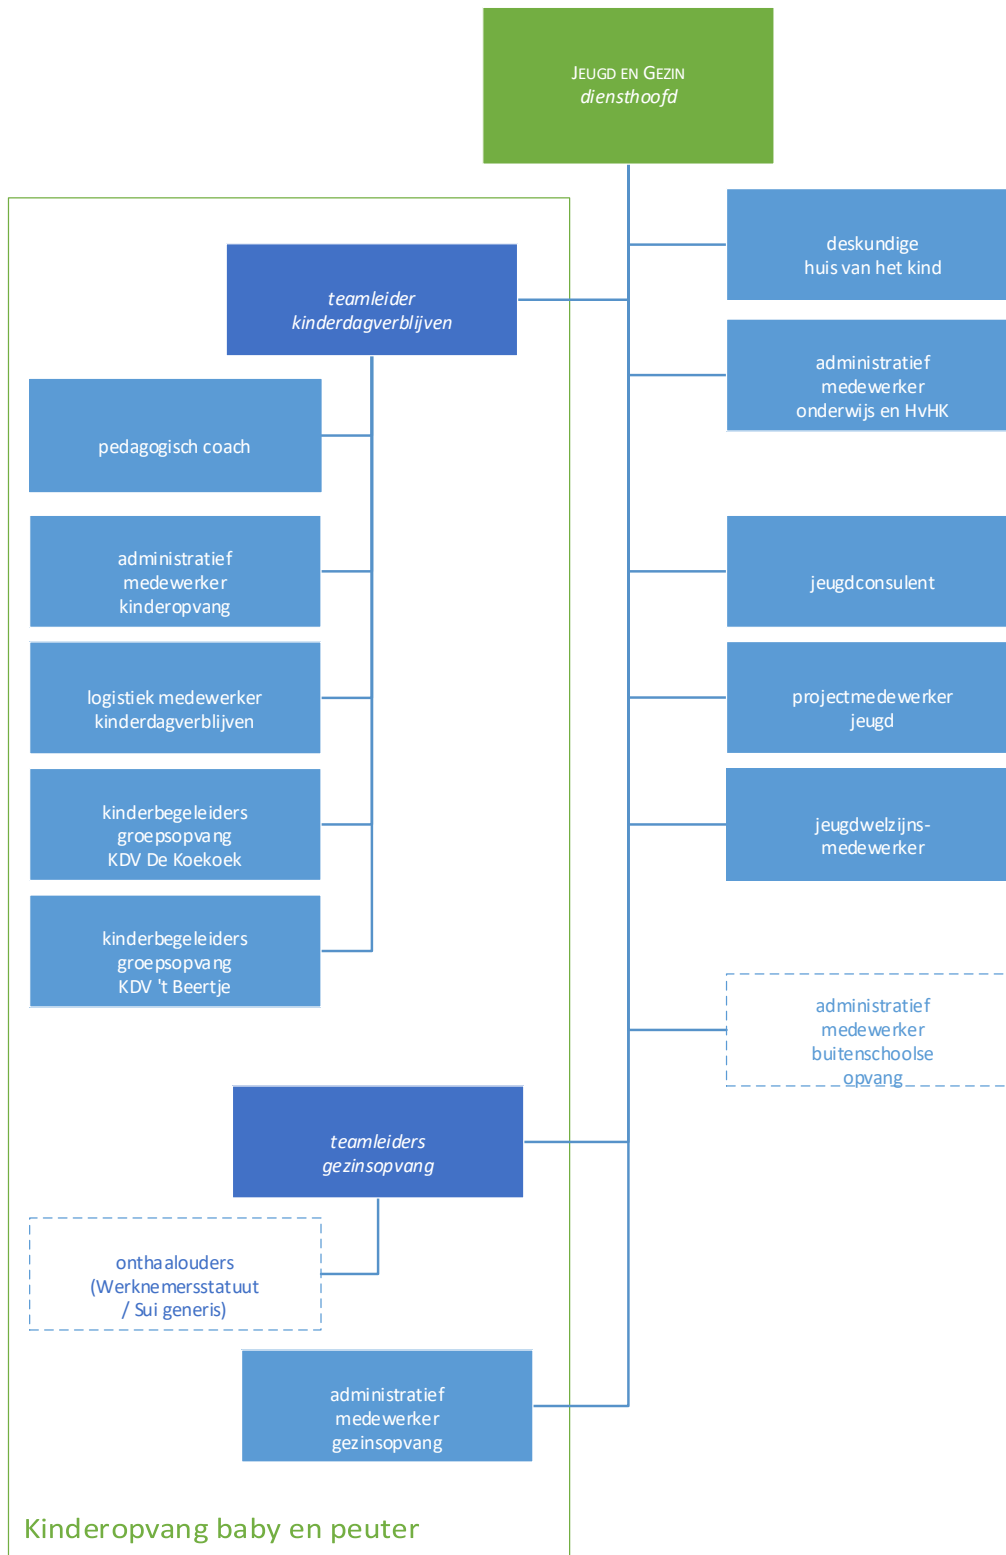 JEUGD EN GEZIN
diensthoofd
deskundige
huis van het kind
teamleider
kinderdagverblijven
administratief
medewerker
onderwijs en HvHK
pedagogisch coach
administratief
medewerker
kinderopvang
jeugdconsulent
logistiek medewerker
kinderdagverblijven
projectmedewerker
jeugd
kinderbegeleiders
groepsopvang
KDV De Koekoek
jeugdwelzijns-
medewerker
kinderbegeleiders
groepsopvang
KDV 't Beertje
administratief
medewerker
buitenschoolse
opvang
teamleiders
gezinsopvang
onthaalouders
(Werknemersstatuut
/ Sui generis)
administratief
medewerker
gezinsopvang
Kinderopvang baby en peuter